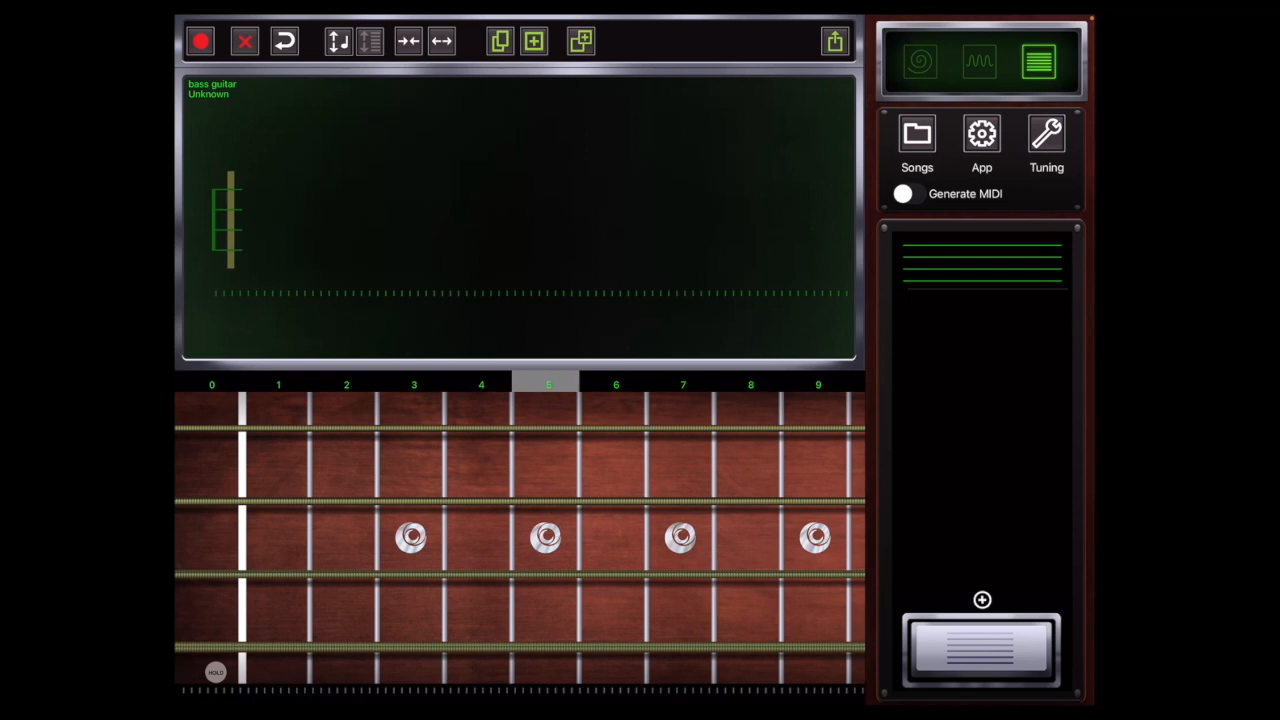 bass guitar
Unknown
Songs
App
Tuning
Generate MIDI
0 1 2 3 4 5 6 7 8 9
HOLD